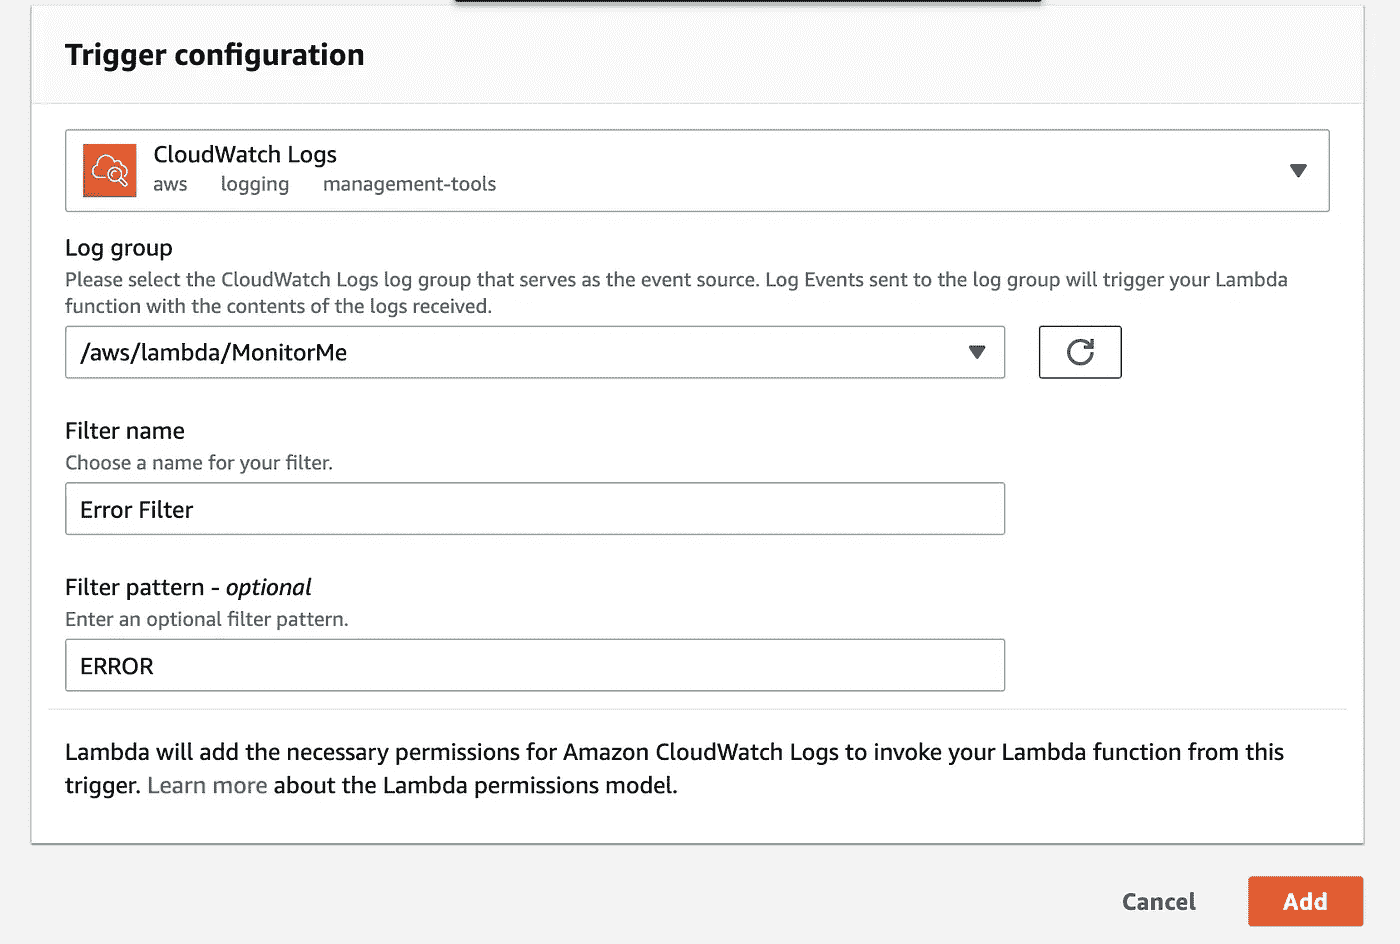 Trigger configuration
CloudWatch Logs
aws logging management-tools
Log group
Please select the CloudWatch Logs log group that serves as the event source. Log Events sent to the log group will trigger your Lambda
function with the contents of the logs received.
/aws/lambda/MonitorMe
Filter name
Choose a name for your filter.
Error Filter
Filter pattern - optional
Enter an optional filter pattern.
ERROR
Lambda will add the necessary permissions for Amazon CloudWatch Logs to invoke your Lambda function from this
trigger. Learn more about the Lambda permissions model.
Cancel Add